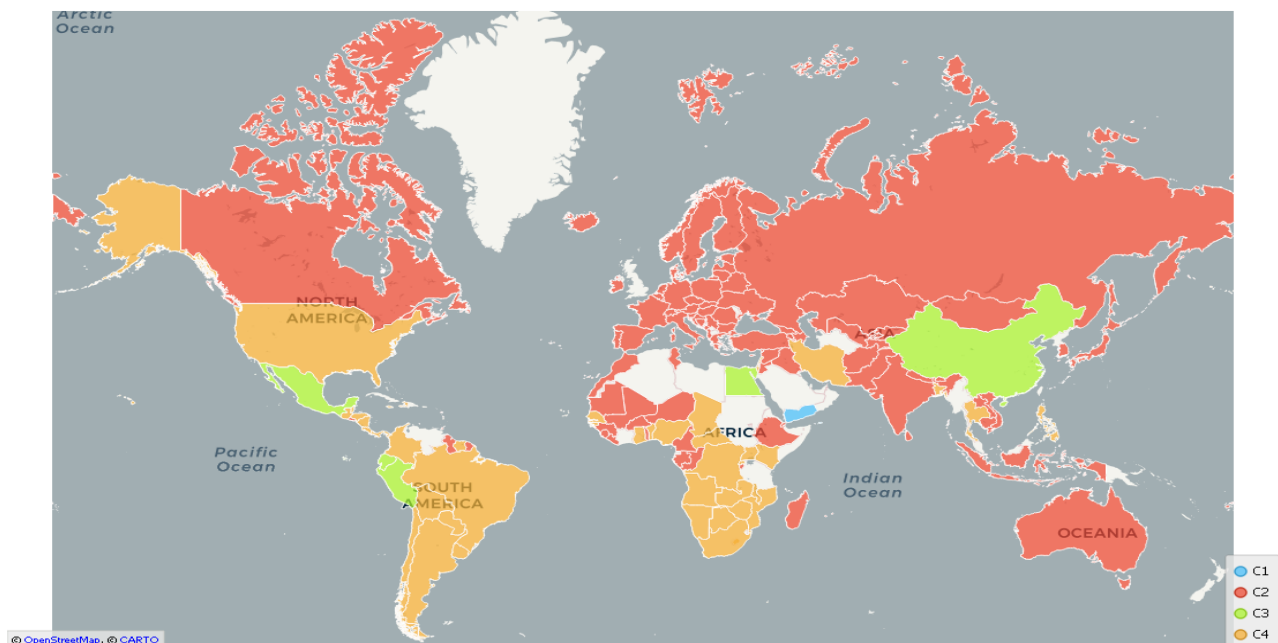 Arctic
Ocean
NORTH
AMERICA
ASIA
AFRICA
Pacific
Ocean
SOUTH
AMERICA
Indian
Ocean
OCEANIA
C1
C2
C3
C4
© OpenStreetMap, © CARTO